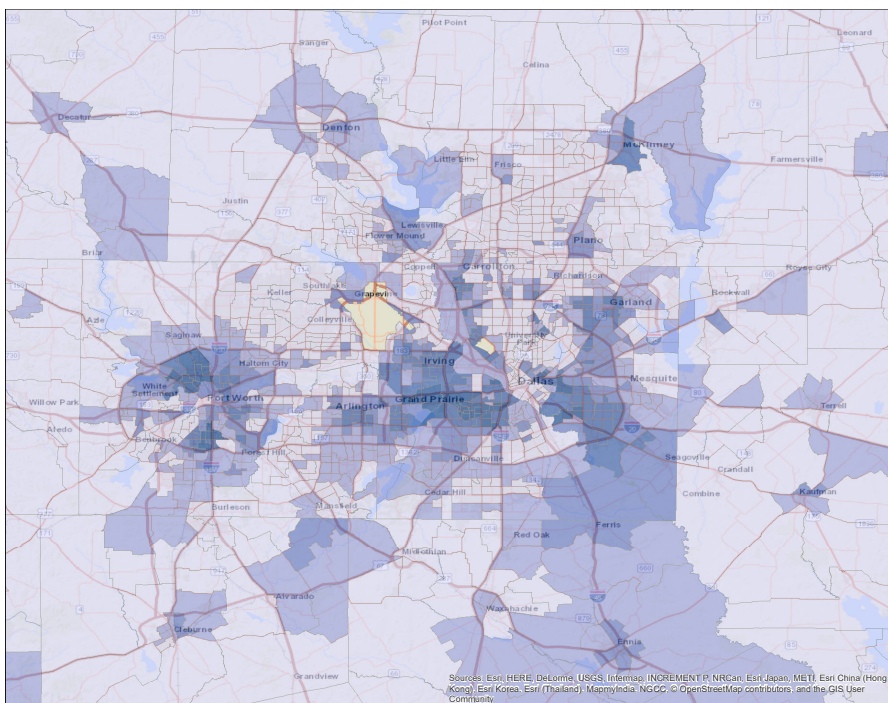 Pilot Point
Leonard
Sanger
Celina
Decatur
Denton
McKinney
Little Elm
Frisco
Farmersville
Justin
Lewisville
Flower Mound
Plano
Briar
Coppell
Carrollton
Richardson
Royse City
Keller
Southlake
Grapevine
Garland
Rockwall
Azle
Colleyville
Saginaw
University Park
Haltom City
Irving
Mesquite
White Settlement
Dallas
Willow Park
Fort Worth
Arlington
Grand Prairie
Terrell
Aledo
Benbrook
Forest Hill
Duncanville
Seagoville
Crandall
Cedar Hill
Combine
Kaufman
Burleson
Mansfield
Ferris
Red Oak
Midlothian
Alvarado
Waxahachie
Cleburne
Ennis
Grandview
Sources: Esri, HERE, DeLorme, USGS, Intermap, INCREMENT P, NRCan, Esri Japan, METI, Esri China (Hong
Kong), Esri Korea, Esri (Thailand), MapmyIndia, NGCC, © OpenStreetMap contributors, and the GIS User
Community